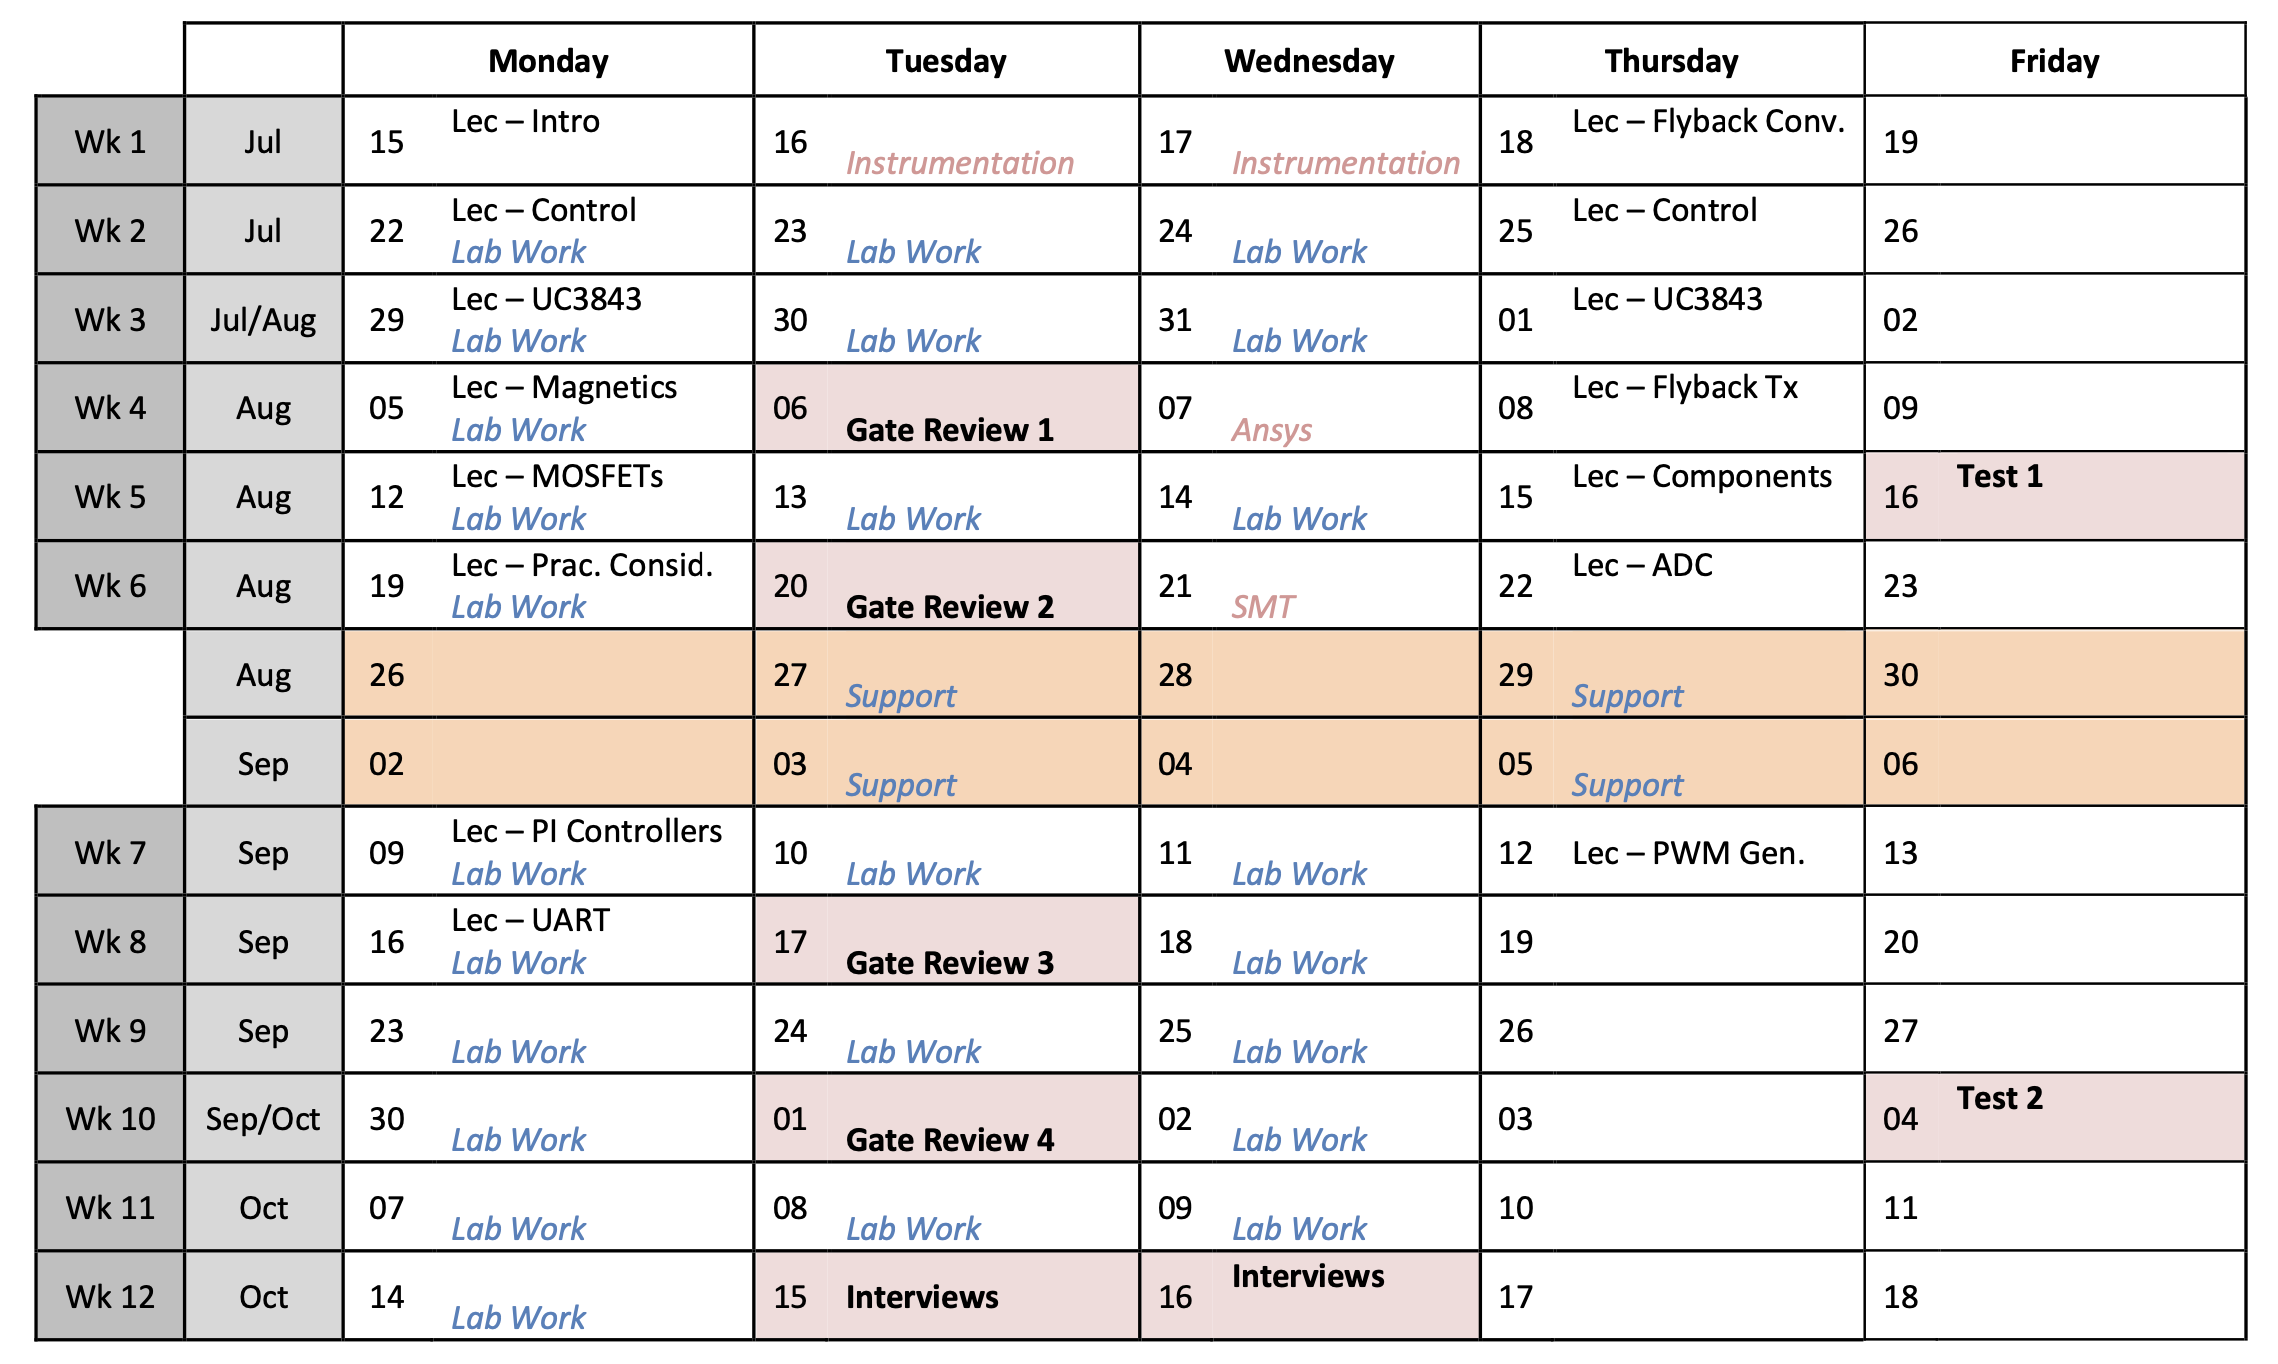 Monday Tuesday Wednesday Thursday Friday
Wk 1 Jul 15 Lec – Intro 16 Instrumentation 17 Instrumentation 18 Lec – Flyback Conv. 19
Wk 2 Jul 22 Lec – Control Lab Work 23 Lab Work 24 Lab Work 25 Lec – Control 26
Wk 3 Jul/Aug 29 Lec – UC3843 Lab Work 30 Lab Work 31 Lab Work 01 Lec – UC3843 02
Wk 4 Aug 05 Lec – Magnetics Lab Work 06 Gate Review 1 07 Ansys 08 Lec – Flyback Tx 09
Wk 5 Aug 12 Lec – MOSFETs Lab Work 13 Lab Work 14 Lab Work 15 Lec – Components 16 Test 1
Wk 6 Aug 19 Lec – Prac. Consid. Lab Work 20 Gate Review 2 21 SMT 22 Lec – ADC 23
Aug 26 27 Support 28 29 Support 30
Sep 02 03 Support 04 05 Support 06
Wk 7 Sep 09 Lec – PI Controllers Lab Work 10 Lab Work 11 Lab Work 12 Lec – PWM Gen. 13
Wk 8 Sep 16 Lec – UART Lab Work 17 Gate Review 3 18 Lab Work 19 20
Wk 9 Sep 23 Lab Work 24 Lab Work 25 Lab Work 26 27
Wk 10 Sep/Oct 30 Lab Work 01 Gate Review 4 02 Lab Work 03 04 Test 2
Wk 11 Oct 07 Lab Work 08 Lab Work 09 Lab Work 10 11
Wk 12 Oct 14 Lab Work 15 Interviews 16 Interviews 17 18